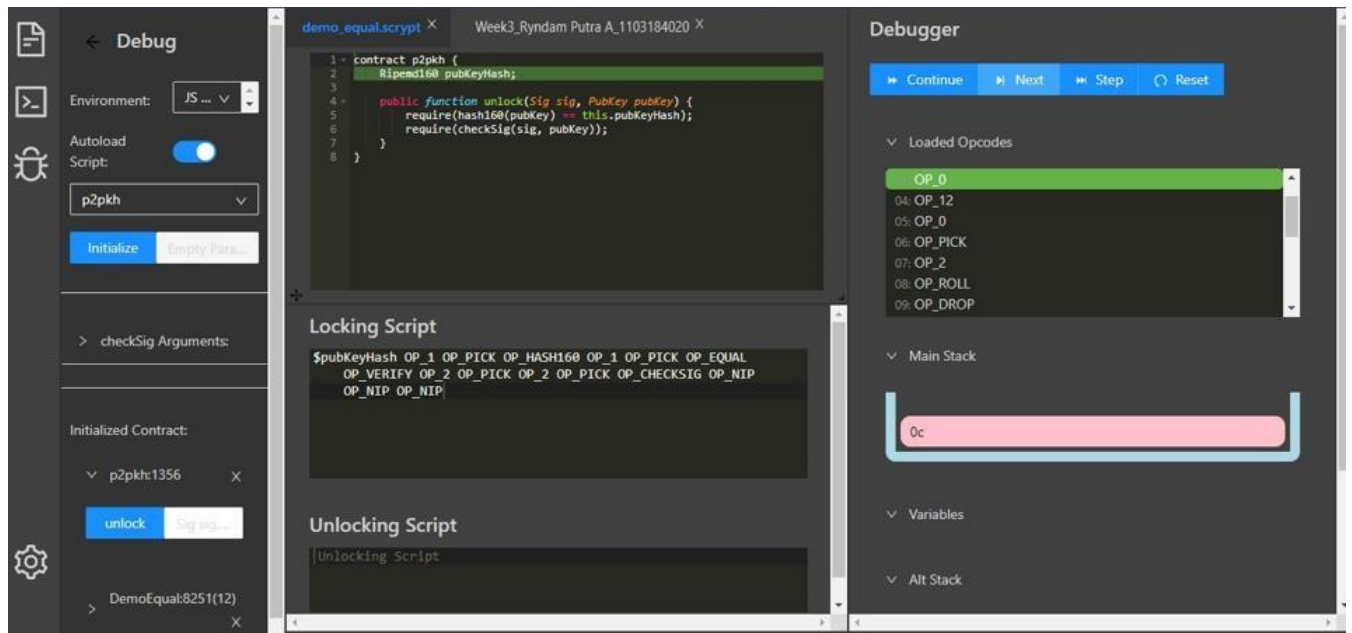 Debug
Environment:
JS ...
Autoload
Script:
p2pkh
Initialize
Empty Para...
checkSig Arguments:
Initialized Contract:
p2pkh:1356
X
unlock
Sig sig,...
DemoEqual:8251(12)
X
demo_equal.scrypt X
Week3_Ryndam Putra A_1103184020 X
1 contract p2pkh {
2 Ripemd160 pubKeyHash;
3
4 public function unlock(Sig sig, PubKey pubKey) {
5 require(hash160(pubKey) == this.pubKeyHash);
6 require(checkSig(sig, pubKey));
7 }
8 }
Locking Script
$pubKeyHash OP_1 OP_PICK OP_HASH160 OP_1 OP_PICK OP_EQUAL
OP_VERIFY OP_2 OP_PICK OP_2 OP_PICK OP_CHECKSIG OP_NIP
OP_NIP OP_NIP
Unlocking Script
Unlocking Script
Debugger
Continue
Next
Step
Reset
Loaded Opcodes
OP_0
04: OP_12
05: OP_0
06: OP_PICK
07: OP_2
08: OP_ROLL
09: OP_DROP
Main Stack
0c
Variables
Alt Stack